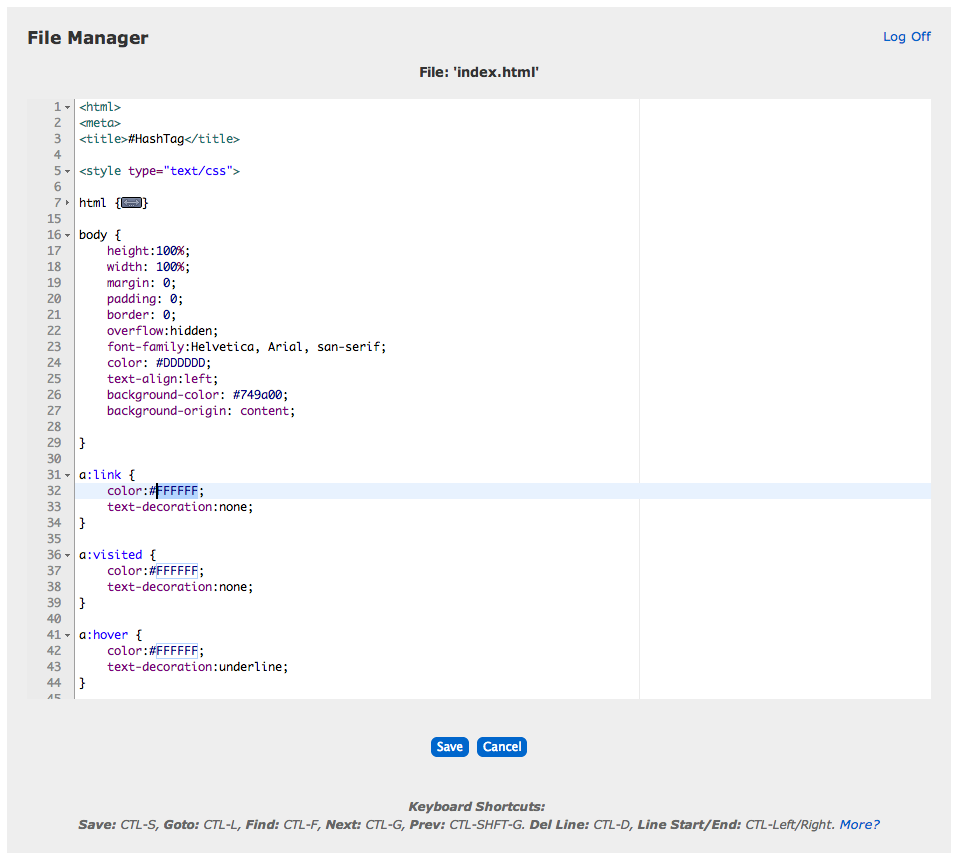 File Manager
Log Off
File: 'index.html'
1 <html>
2 <meta>
3 <title>#HashTag</title>
4
5 <style type="text/css">
6
7 html {}
15
16 body {
17 height:100%;
18 width: 100%;
19 margin: 0;
20 padding: 0;
21 border: 0;
22 overflow:hidden;
23 font-family:Helvetica, Arial, san-serif;
24 color: #DDDDDD;
25 text-align:left;
26 background-color: #749a00;
27 background-origin: content;
28
29 }
30
31 a:link {
32 color:#FFFFFF;
33 text-decoration:none;
34 }
35
36 a:visited {
37 color:#FFFFFF;
38 text-decoration:none;
39 }
40
41 a:hover {
42 color:#FFFFFF;
43 text-decoration:underline;
44 }
45
Save Cancel
Keyboard Shortcuts:
Save: CTL-S, Goto: CTL-L, Find: CTL-F, Next: CTL-G, Prev: CTL-SHFT-G. Del Line: CTL-D, Line Start/End: CTL-Left/Right. More?